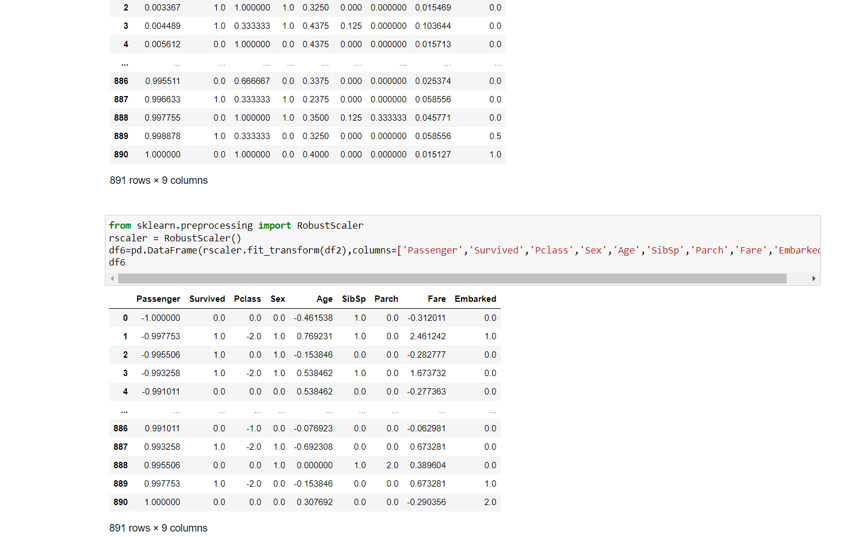 2 0.003367 1.0 1.000000 1.0 0.3250 0.000 0.000000 0.015469 0.0
3 0.004489 1.0 0.333333 1.0 0.4375 0.125 0.000000 0.103644 0.0
4 0.005612 0.0 1.000000 0.0 0.4375 0.000 0.000000 0.015713 0.0
... ... ... ... ... ... ... ... ... ...
886 0.995511 0.0 0.666667 0.0 0.3375 0.000 0.000000 0.025374 0.0
887 0.996633 1.0 0.333333 1.0 0.2375 0.000 0.000000 0.058556 0.0
888 0.997755 0.0 1.000000 1.0 0.3500 0.125 0.333333 0.045771 0.0
889 0.998878 1.0 0.333333 0.0 0.3250 0.000 0.000000 0.058556 0.5
890 1.000000 0.0 1.000000 0.0 0.4000 0.000 0.000000 0.015127 1.0
891 rows × 9 columns
from sklearn.preprocessing import RobustScaler
rscaler = RobustScaler()
df6=pd.DataFrame(rscaler.fit_transform(df2),columns=['Passenger','Survived','Pclass','Sex','Age','SibSp','Parch','Fare','Embarked
df6
Passenger Survived Pclass Sex Age SibSp Parch Fare Embarked
0 -1.000000 0.0 0.0 0.0 -0.461538 1.0 0.0 -0.312011 0.0
1 -0.997753 1.0 -2.0 1.0 0.769231 1.0 0.0 2.461242 1.0
2 -0.995506 1.0 0.0 1.0 -0.153846 0.0 0.0 -0.282777 0.0
3 -0.993258 1.0 -2.0 1.0 0.538462 1.0 0.0 1.673732 0.0
4 -0.991011 0.0 0.0 0.0 0.538462 0.0 0.0 -0.277363 0.0
... ... ... ... ... ... ... ... ... ...
886 0.991011 0.0 -1.0 0.0 -0.076923 0.0 0.0 -0.062981 0.0
887 0.993258 1.0 -2.0 1.0 -0.692308 0.0 0.0 0.673281 0.0
888 0.995506 0.0 0.0 1.0 0.000000 1.0 2.0 0.389604 0.0
889 0.997753 1.0 -2.0 0.0 -0.153846 0.0 0.0 0.673281 1.0
890 1.000000 0.0 0.0 0.0 0.307692 0.0 0.0 -0.290356 2.0
891 rows × 9 columns